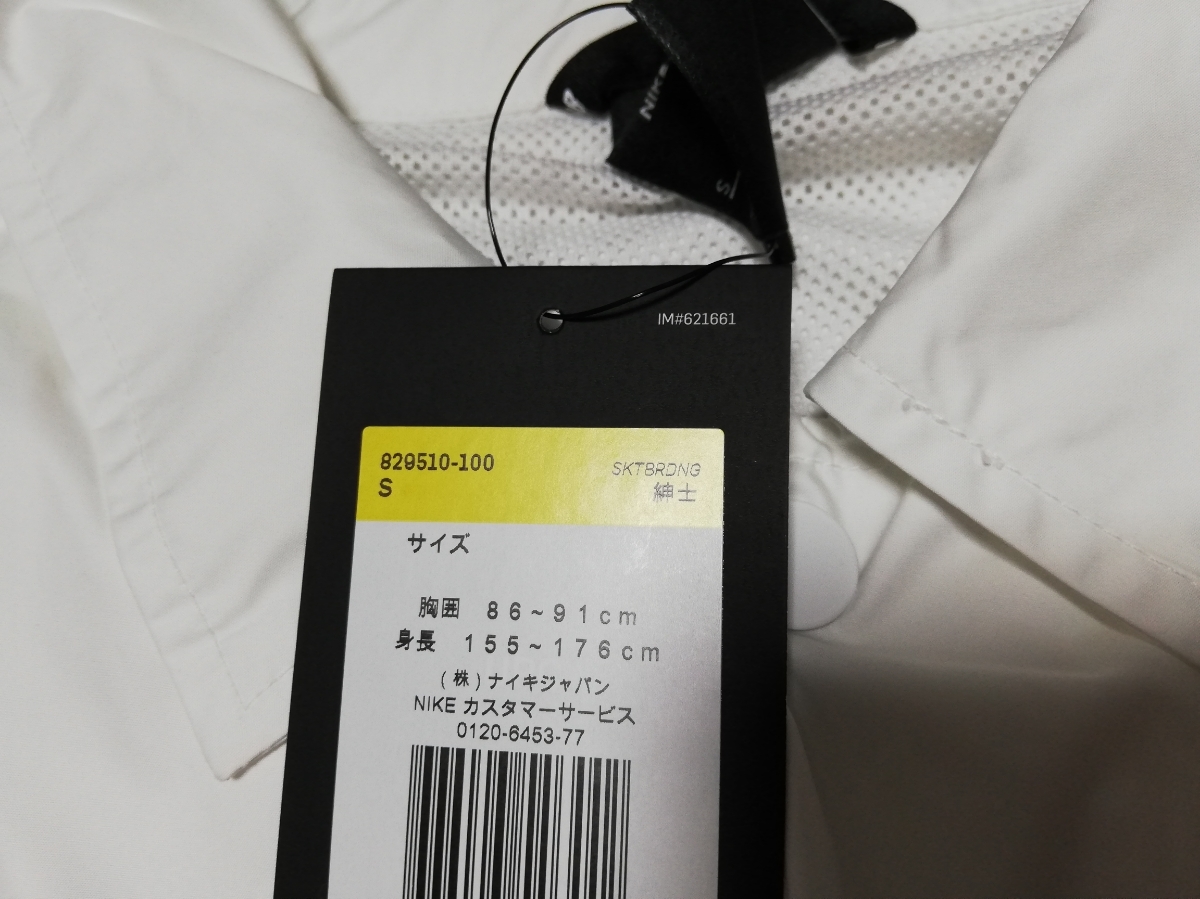 NIKE
S
IM#621661
829510-100
S
SKTBRDNG
紳士
サイズ
胸囲 86~91cm
身長 155~176cm
(株)ナイキジャパン
NIKE カスタマーサービス
0120-6453-77